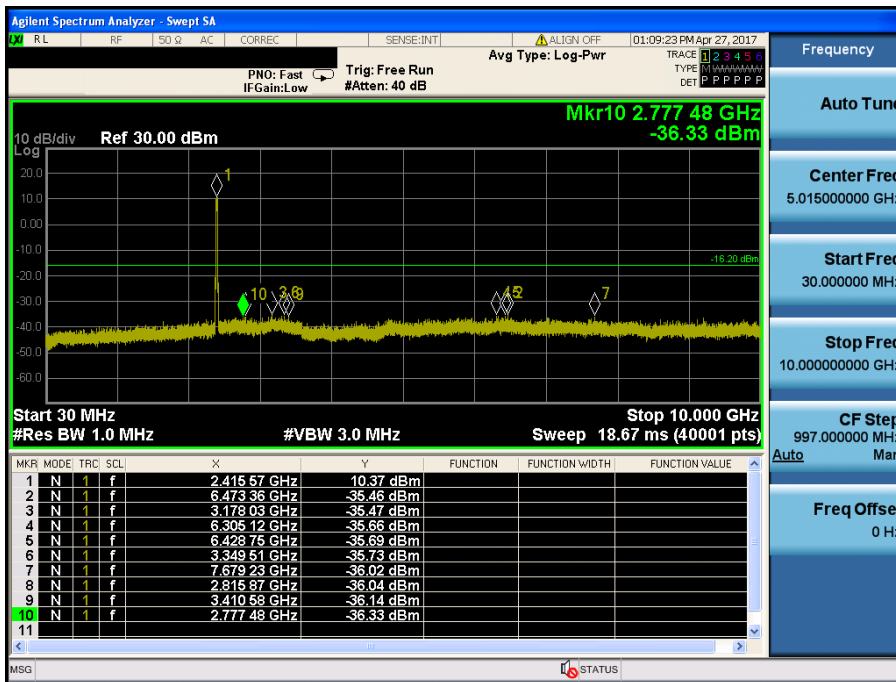 Agilent Spectrum Analyzer - Swept SA
LXI RL RF 50 Ω AC CORREC SENSE:INT ALIGN OFF 01:09:23 PM Apr 27, 2017
Avg Type: Log-Pwr
TRACE 1 2 3 4 5 6
PNO: Fast Trig: Free Run
TYPE MWWWWW
IFGain:Low #Atten: 40 dB
DET P P P P P P
Mkr10 2.777 48 GHz
-36.33 dBm
10 dB/div Ref 30.00 dBm
Log
20.0
10.0
0.00
-10.0
-20.0
-30.0
-40.0
-50.0
-60.0
1
-16.20 dBm
10
7
Start 30 MHz Stop 10.000 GHz
#Res BW 1.0 MHz #VBW 3.0 MHz Sweep 18.67 ms (40001 pts)
MKR MODE TRC SCL X Y FUNCTION FUNCTION WIDTH FUNCTION VALUE
1 N 1 f 2.415 57 GHz 10.37 dBm
2 N 1 f 6.473 36 GHz -35.46 dBm
3 N 1 f 3.178 03 GHz -35.47 dBm
4 N 1 f 6.305 12 GHz -35.66 dBm
5 N 1 f 6.428 75 GHz -35.69 dBm
6 N 1 f 3.349 51 GHz -35.73 dBm
7 N 1 f 7.679 23 GHz -36.02 dBm
8 N 1 f 2.815 87 GHz -36.04 dBm
9 N 1 f 3.410 58 GHz -36.14 dBm
10 N 1 f 2.777 48 GHz -36.33 dBm
11
MSG STATUS
Frequency
Auto Tune
Center Freq
5.015000000 GHz
Start Freq
30.000000 MHz
Stop Freq
10.000000000 GHz
CF Step
997.000000 MHz
Auto Man
Freq Offset
0 Hz